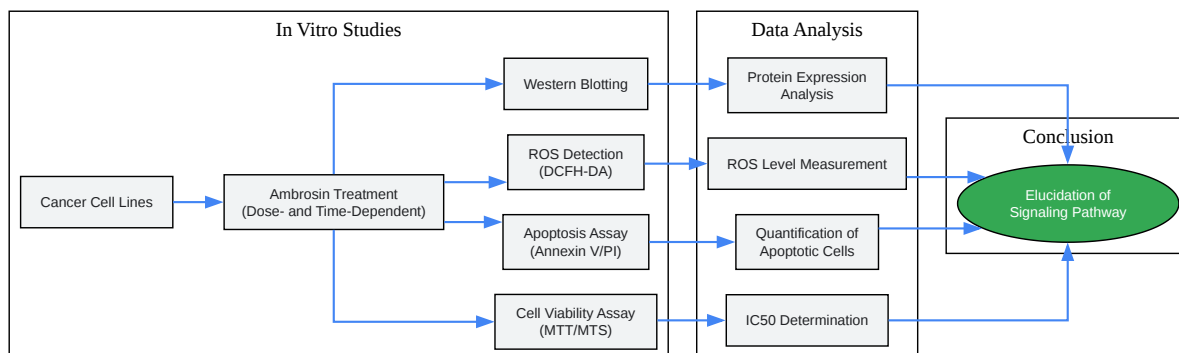 In Vitro Studies
Cancer Cell Lines
Ambrosin Treatment
(Dose- and Time-Dependent)
Western Blotting
ROS Detection
(DCFH-DA)
Apoptosis Assay
(Annexin V/PI)
Cell Viability Assay
(MTT/MTS)
Data Analysis
Protein Expression
Analysis
ROS Level Measurement
Quantification of
Apoptotic Cells
IC50 Determination
Conclusion
Elucidation of
Signaling Pathway